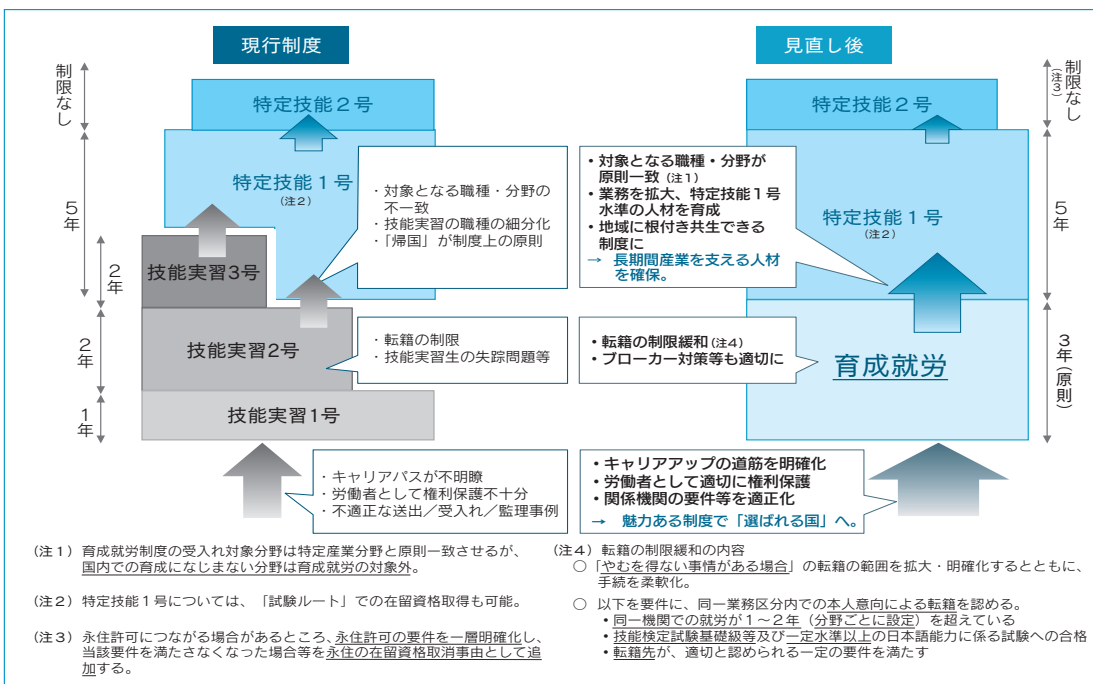 現行制度
見直し後
制限なし
5年
2年
2年
1年
特定技能２号
特定技能１号
(注2)
技能実習3号
技能実習2号
技能実習1号
・対象となる職種・分野の
不一致
・技能実習の職種の細分化
・「帰国」が制度上の原則
・転籍の制限
・技能実習生の失踪問題等
・キャリアパスが不明瞭
・労働者として権利保護不十分
・不適正な送出／受入れ／監理事例
・対象となる職種・分野が
原則一致 (注1)
・業務を拡大、特定技能１号
水準の人材を育成
・地域に根付き共生できる
制度に
→ 長期間産業を支える人材
を確保。
・転籍の制限緩和 (注4)
・ブローカー対策等も適切に
・キャリアアップの道筋を明確化
・労働者として適切に権利保護
・関係機関の要件等を適正化
→ 魅力ある制度で「選ばれる国」へ。
特定技能２号
特定技能１号
(注2)
育成就労
制限なし
(注3)
5年
3年(原則)
(注1) 育成就労制度の受入れ対象分野は特定産業分野と原則一致させるが、
国内での育成になじまない分野は育成就労の対象外。
(注2) 特定技能１号については、「試験ルート」での在留資格取得も可能。
(注3) 永住許可につながる場合があるところ、永住許可の要件を一層明確化し、
当該要件を満たさなくなった場合等を永住の在留資格取消事由として追
加する。
(注4) 転籍の制限緩和の内容
○「やむを得ない事情がある場合」の転籍の範囲を拡大・明確化するとともに、
手続を柔軟化。
○ 以下を要件に、同一業務区分内での本人意向による転籍を認める。
・同一機関での就労が１～２年（分野ごとに設定）を超えている
・技能検定試験基礎級等及び一定水準以上の日本語能力に係る試験への合格
・転籍先が、適切と認められる一定の要件を満たす